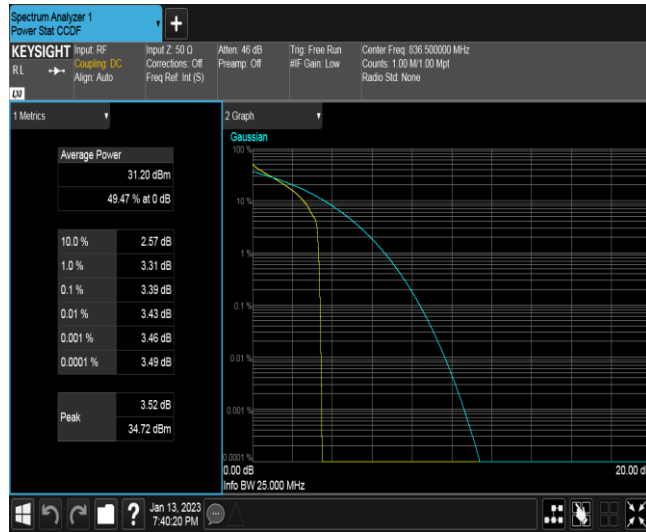 Spectrum Analyzer 1
Power Stat CCDF
+
KEYSIGHT
RL
LXI
Input: RF
Coupling: DC
Align: Auto
Input Z: 50 Ω
Corrections: Off
Freq Ref: Int (S)
Atten: 46 dB
Preamp: Off
Trig: Free Run
#IF Gain: Low
Center Freq: 836.500000 MHz
Counts: 1.00 M/1.00 Mpt
Radio Std: None
1 Metrics
Average Power
31.20 dBm
49.47 % at 0 dB
10.0 % 2.57 dB
1.0 % 3.31 dB
0.1 % 3.39 dB
0.01 % 3.43 dB
0.001 % 3.46 dB
0.0001 % 3.49 dB
Peak
3.52 dB
34.72 dBm
2 Graph
Gaussian
100 %
10 %
1 %
0.1 %
0.01 %
0.001 %
0.0001 %
0.00 dB
20.00 d
Info BW 25.000 MHz
?
Jan 13, 2023
7:40:20 PM